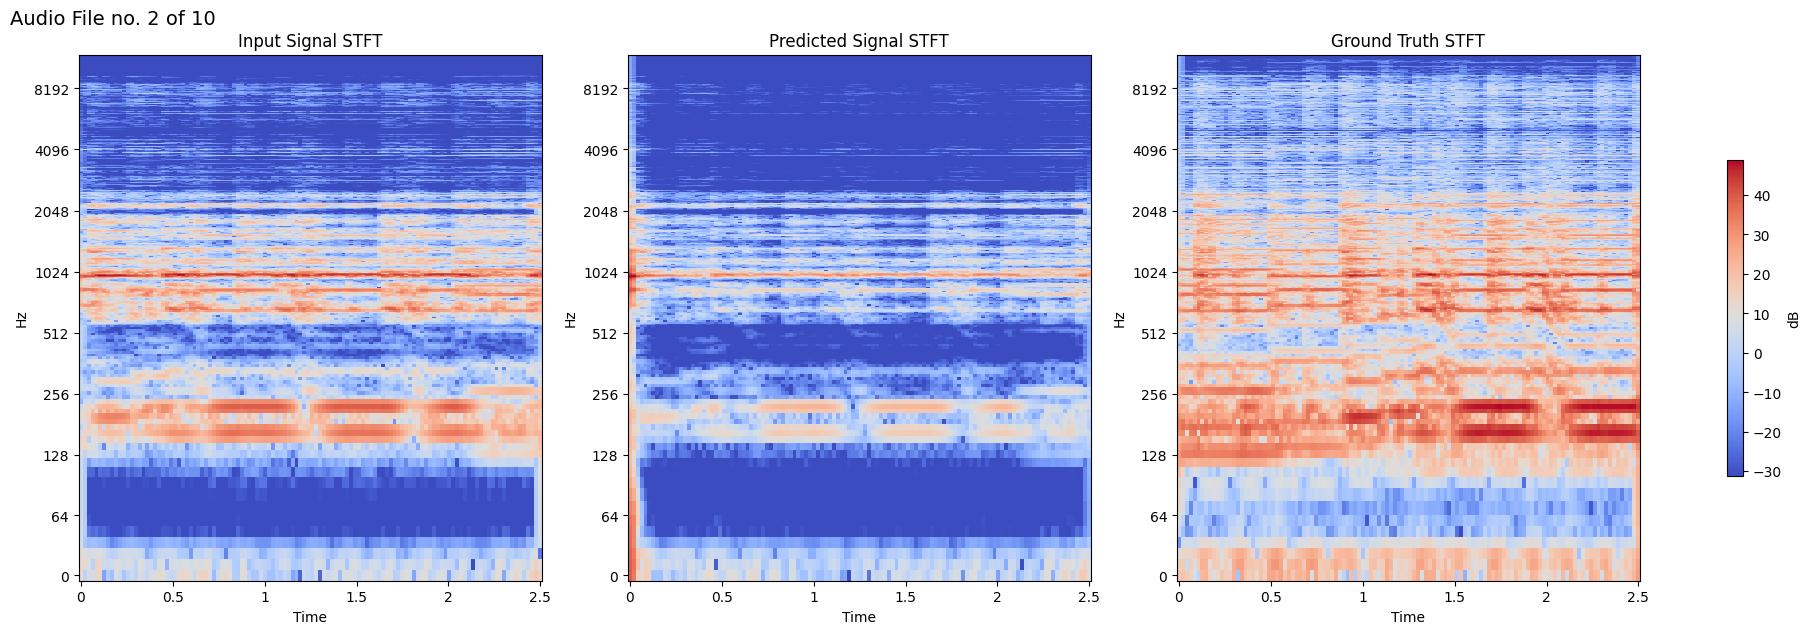 Audio File no. 2 of 10
Input Signal STFT
Predicted Signal STFT
Ground Truth STFT
8192
4096
2048
1024
512
256
128
64
0
Hz
0 0.5 1 1.5 2 2.5
Time
8192
4096
2048
1024
512
256
128
64
0
Hz
0 0.5 1 1.5 2 2.5
Time
8192
4096
2048
1024
512
256
128
64
0
Hz
0 0.5 1 1.5 2 2.5
Time
40
30
20
10
0
−10
−20
−30
dB